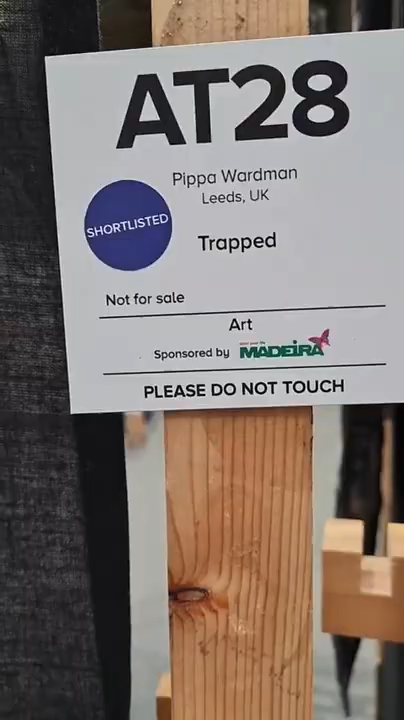 AT28
Pippa Wardman
Leeds, UK
SHORTLISTED
Trapped
Not for sale
Art
Sponsored by MADEIRA
PLEASE DO NOT TOUCH